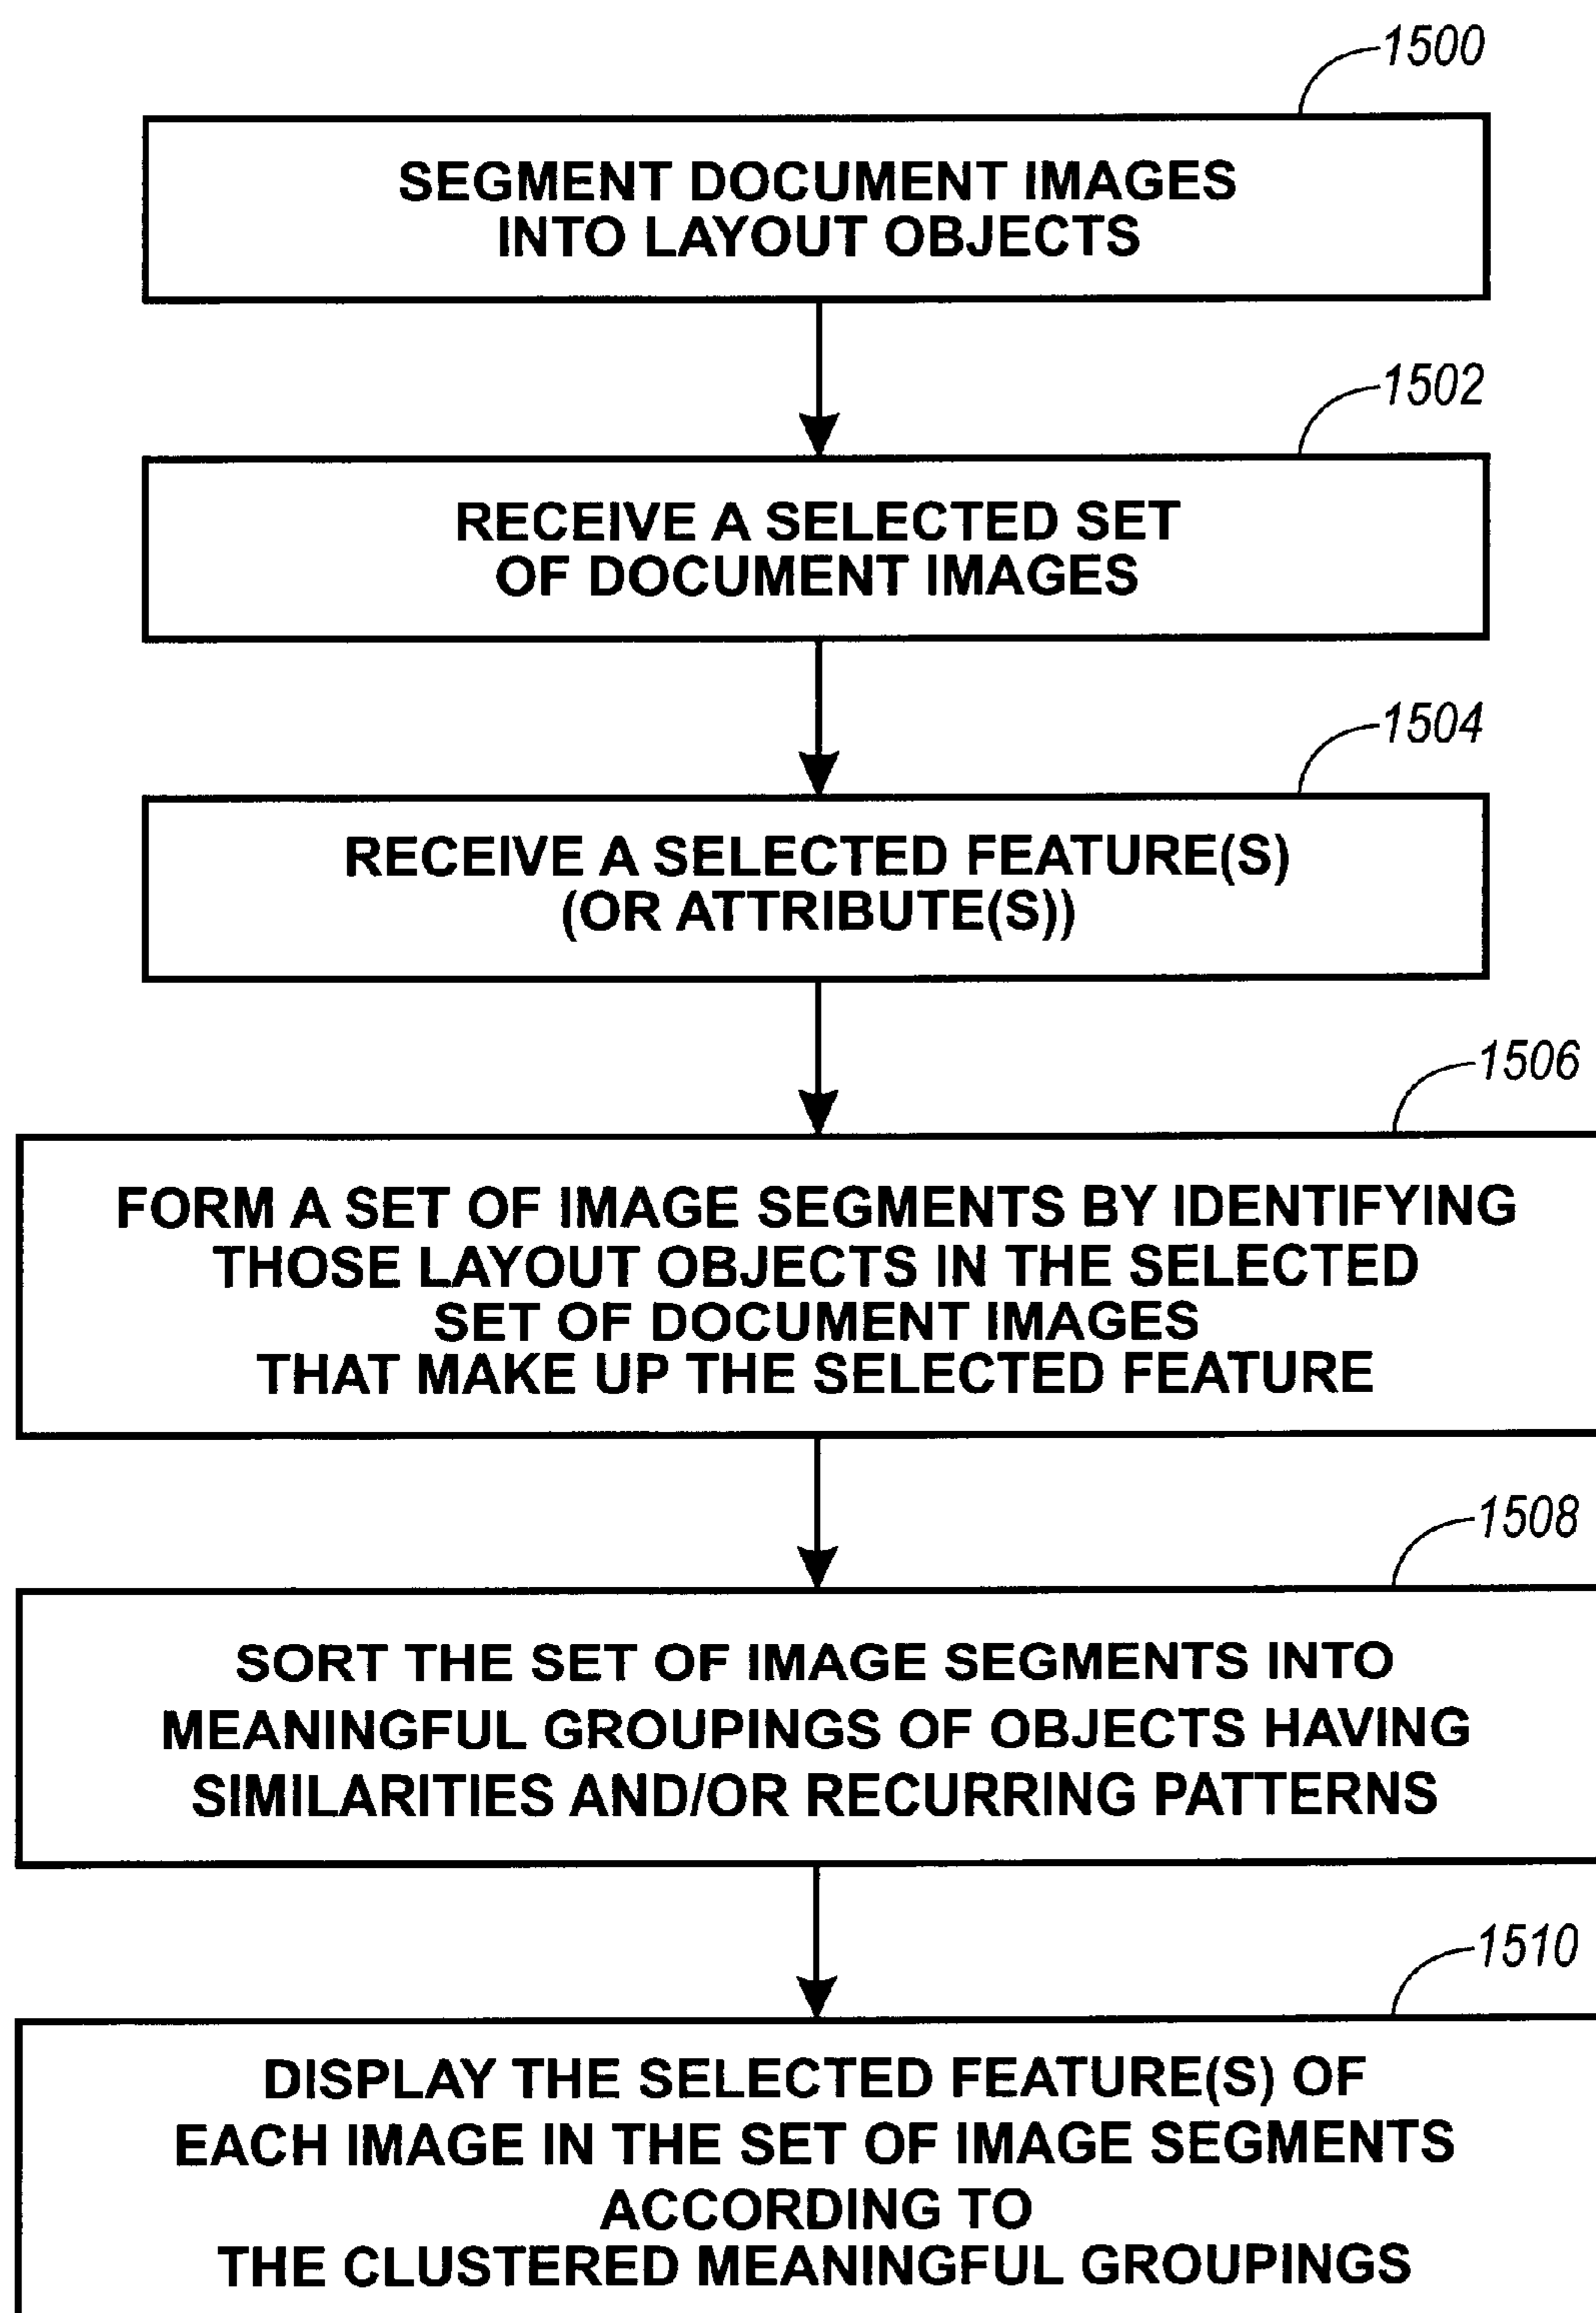 1500
SEGMENT DOCUMENT IMAGES
INTO LAYOUT OBJECTS
1502
RECEIVE A SELECTED SET
OF DOCUMENT IMAGES
1504
RECEIVE A SELECTED FEATURE(S)
(OR ATTRIBUTE(S))
1506
FORM A SET OF IMAGE SEGMENTS BY IDENTIFYING
THOSE LAYOUT OBJECTS IN THE SELECTED
SET OF DOCUMENT IMAGES
THAT MAKE UP THE SELECTED FEATURE
1508
SORT THE SET OF IMAGE SEGMENTS INTO
MEANINGFUL GROUPINGS OF OBJECTS HAVING
SIMILARITIES AND/OR RECURRING PATTERNS
1510
DISPLAY THE SELECTED FEATURE(S) OF
EACH IMAGE IN THE SET OF IMAGE SEGMENTS
ACCORDING TO
THE CLUSTERED MEANINGFUL GROUPINGS